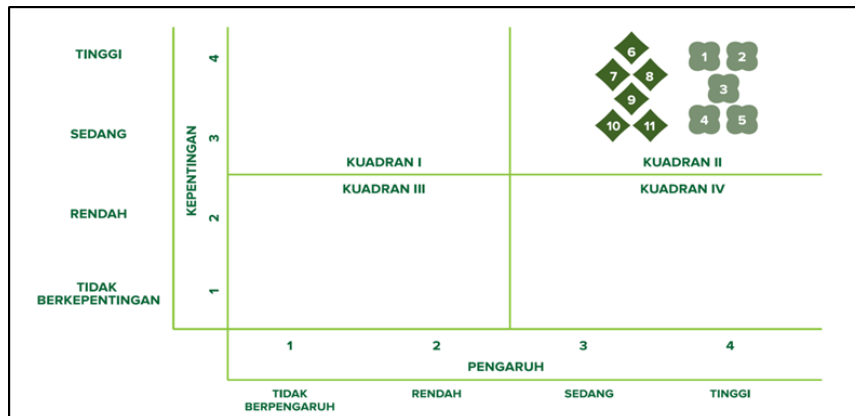 TINGGI
SEDANG
RENDAH
TIDAK
BERKEPENTINGAN
KEPENTINGAN
4
3
2
1
6
7 8
9
10 11
1 2
3
4 5
KUADRAN I
KUADRAN II
KUADRAN III
KUADRAN IV
1 2 3 4
PENGARUH
TIDAK
BERPENGARUH
RENDAH
SEDANG
TINGGI